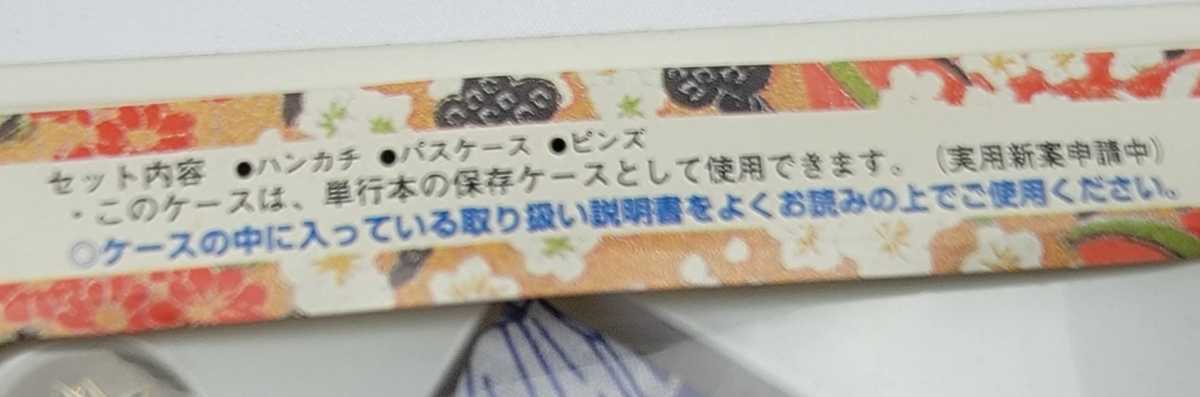 セット内容 ●ハンカチ ●パスケース ●ピンズ
・このケースは、単行本の保存ケースとして使用できます。（実用新案申請中）
○ケースの中に入っている取り扱い説明書をよくお読みの上でご使用ください。